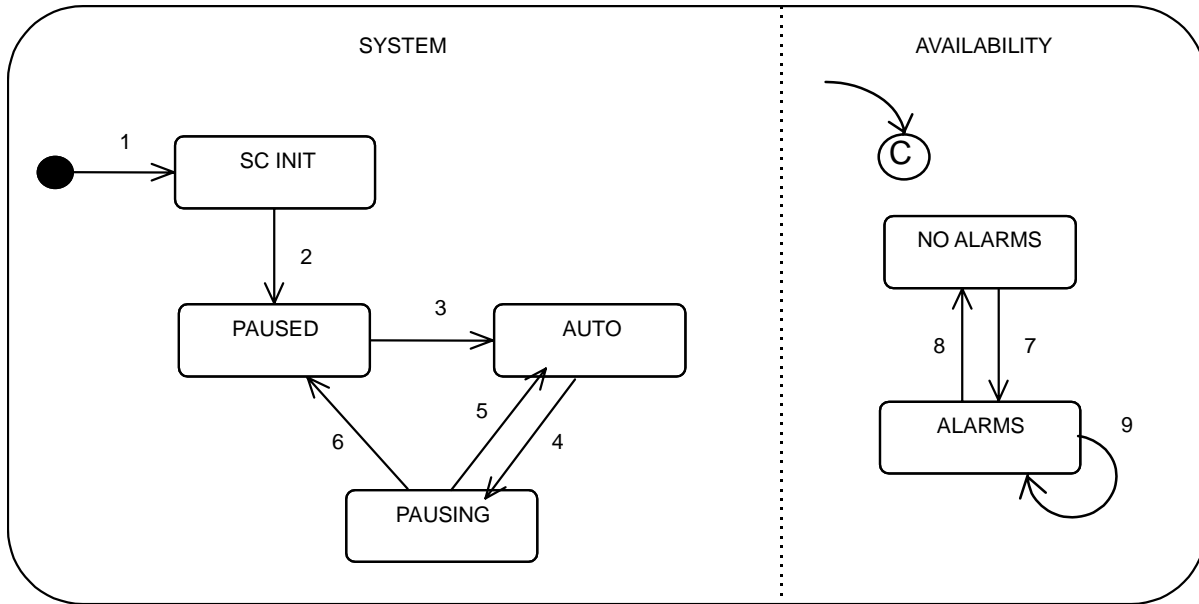 SYSTEM
AVAILABILITY
1
SC INIT
C
2
NO ALARMS
PAUSED
3
AUTO
8
7
5
4
6
ALARMS
9
PAUSING